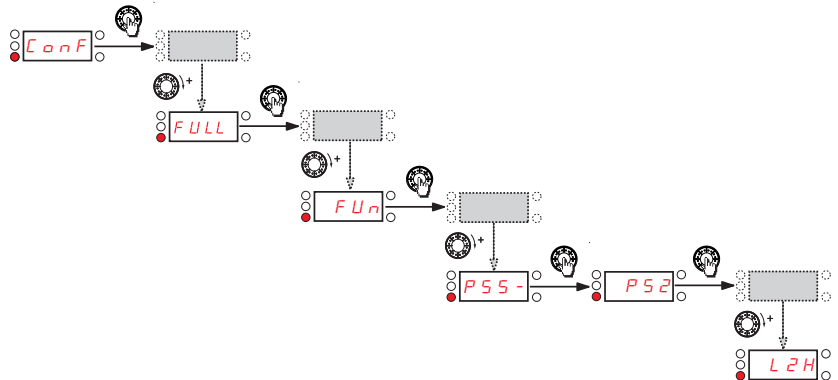 ConF
+
FULL
+
FUn
+
PSS-
PS2
+
L2H